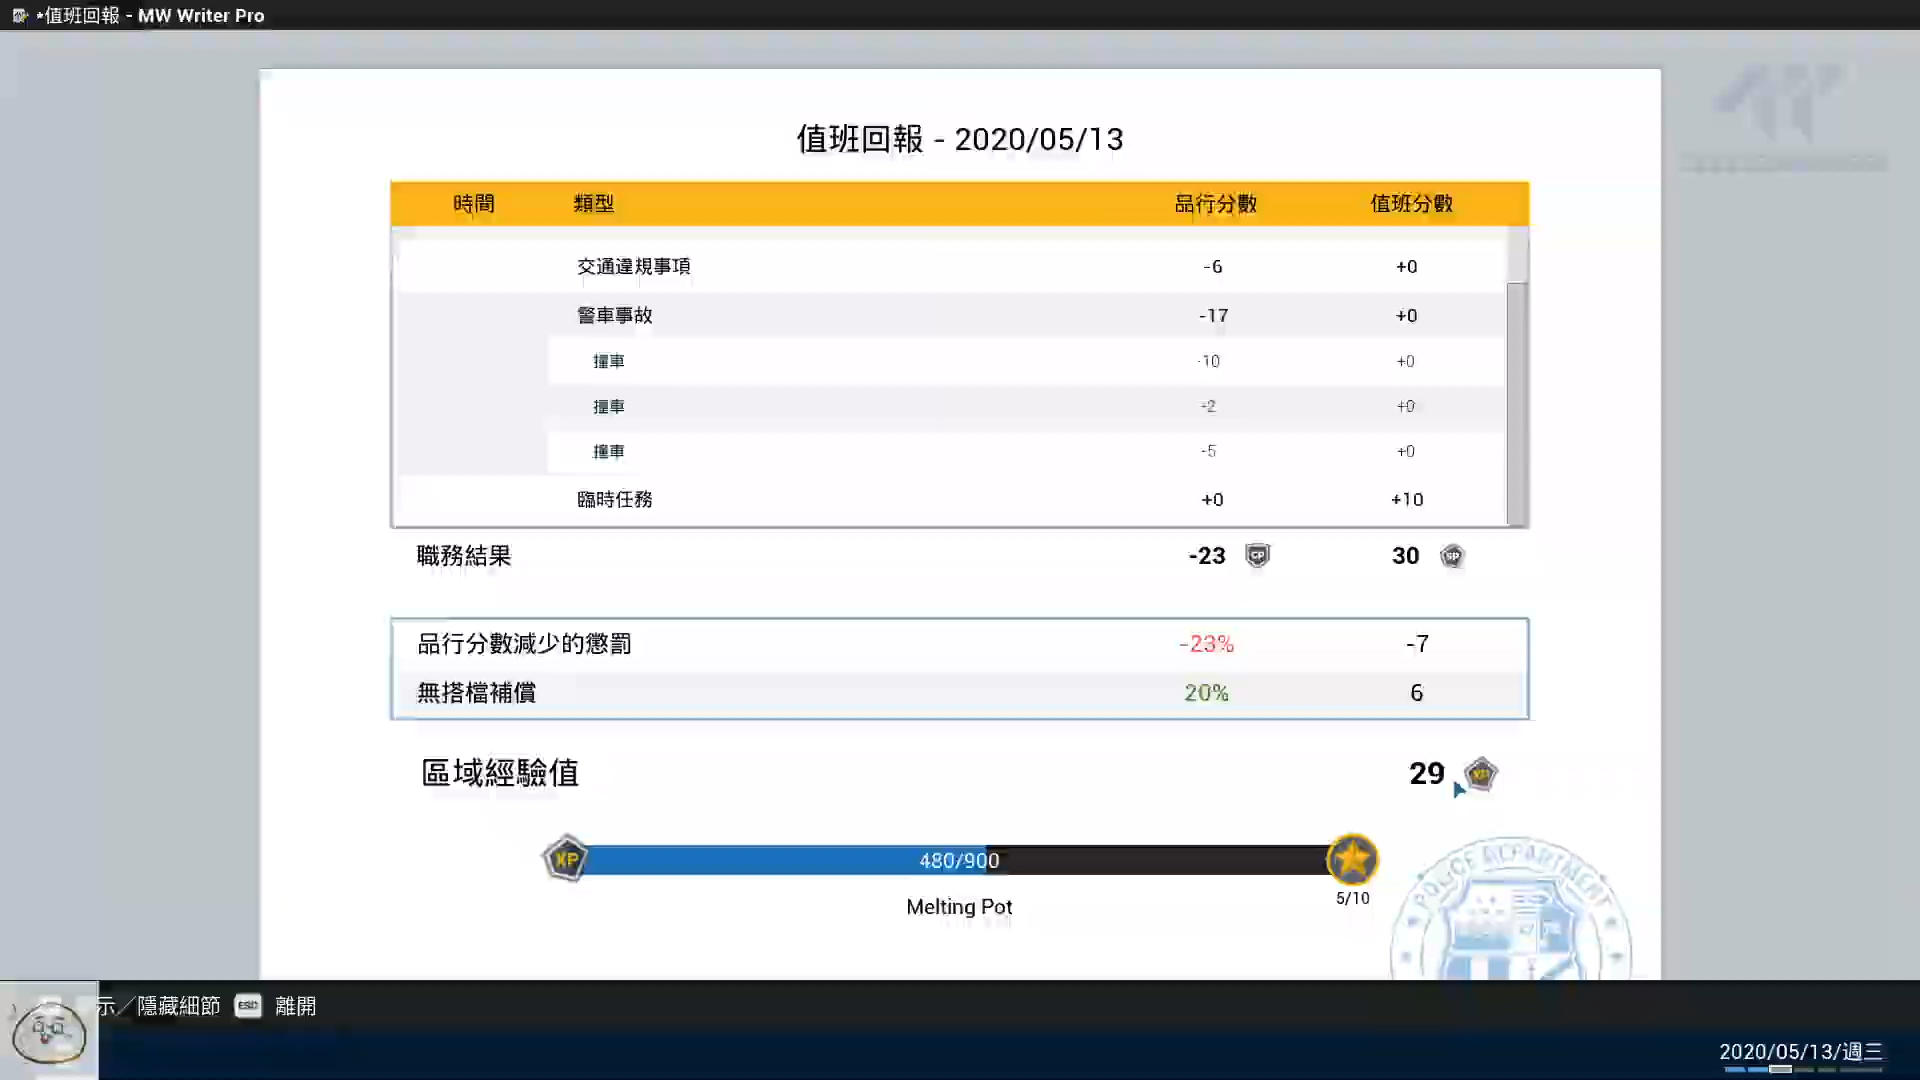 *值班回報 - MW Writer Pro
值班回報 - 2020/05/13
時間 類型 品行分數 值班分數
交通違規事項 -6 +0
警車事故 -17 +0
撞車 -10 +0
撞車 -2 +0
撞車 -5 +0
臨時任務 +0 +10
職務結果 -23 CP 30 SP
品行分數減少的懲罰 -23% -7
無搭檔補償 20% 6
區域經驗值 29
XP 480/900
5/10
Melting Pot
POLICE DEPARTMENT
示／隱藏細節 ESC 離開
2020/05/13/週三